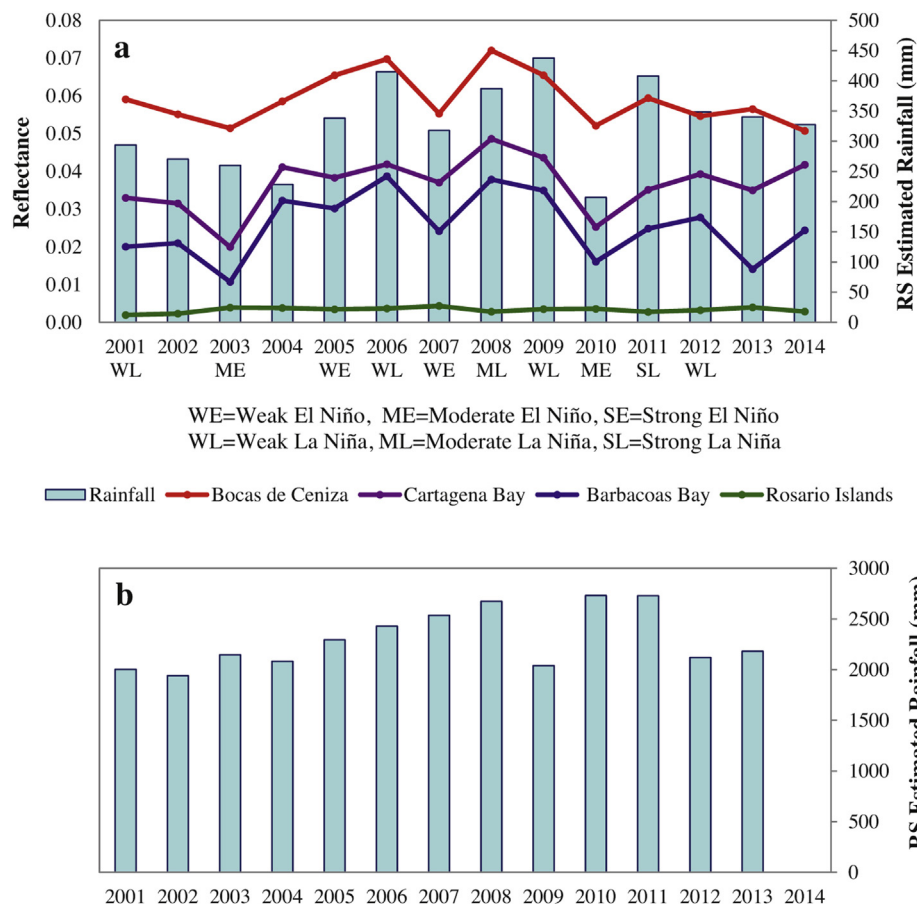 a
0.08
0.07
0.06
0.05
0.04
0.03
0.02
0.01
0.00
Reflectance
500
450
400
350
300
250
200
150
100
50
0
RS Estimated Rainfall (mm)
2001 2002 2003 2004 2005 2006 2007 2008 2009 2010 2011 2012 2013 2014
WL ME WE WL WE ML WL ME SL WL
WE=Weak El Niño, ME=Moderate El Niño, SE=Strong El Niño
WL=Weak La Niña, ML=Moderate La Niña, SL=Strong La Niña
Rainfall Bocas de Ceniza Cartagena Bay Barbacoas Bay Rosario Islands
b
3000
2500
2000
1500
1000
500
0
RS Estimated Rainfall (mm)
2001 2002 2003 2004 2005 2006 2007 2008 2009 2010 2011 2012 2013 2014